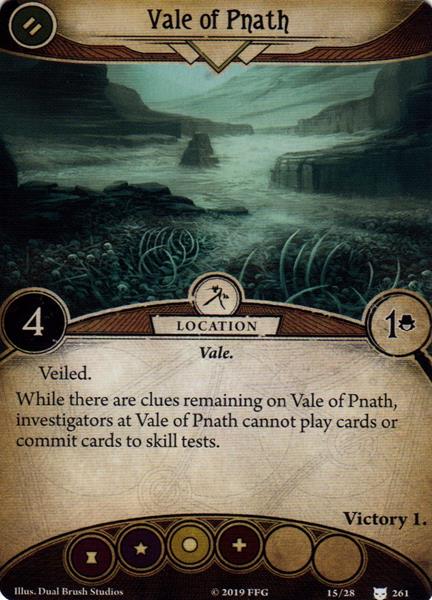 Vale of Pnath
4
1
LOCATION
Vale.
Veiled.
While there are clues remaining on Vale of Pnath,
investigators at Vale of Pnath cannot play cards or
commit cards to skill tests.
Victory 1.
Illus. Dual Brush Studios © 2019 FFG 15/28 261